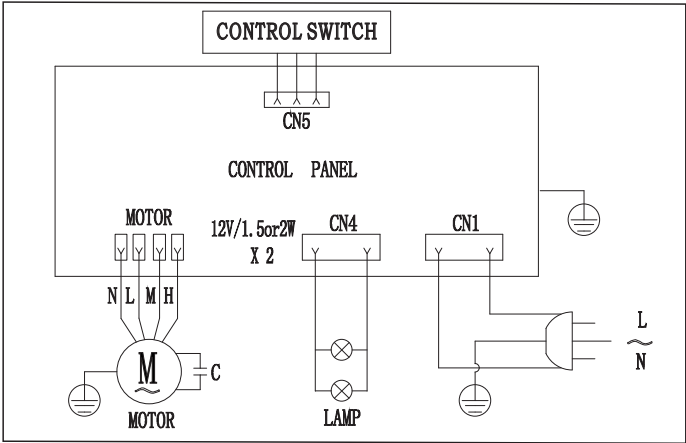 CONTROL SWITCH
CN5
CONTROL PANEL
MOTOR
12V/1.5or2W
X 2
CN4
CN1
N L M H
L
N
M
C
MOTOR
LAMP